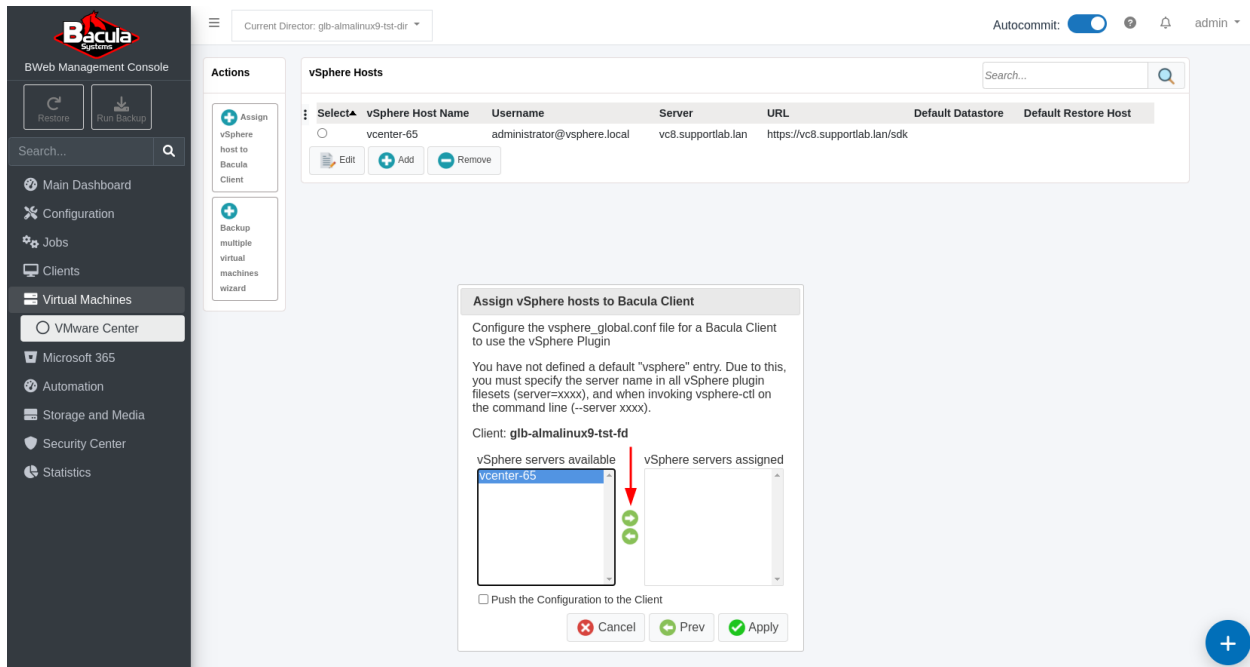 Bacula
Systems
BWeb Management Console
Restore
Run Backup
Search...
Main Dashboard
Configuration
Jobs
Clients
Virtual Machines
VMware Center
Microsoft 365
Automation
Storage and Media
Security Center
Statistics
Current Director: glb-almalinux9-tst-dir
Autocommit:
admin
Actions
Assign
vSphere
host to
Bacula
Client
Backup
multiple
virtual
machines
wizard
vSphere Hosts
Search...
Select vSphere Host Name Username Server URL Default Datastore Default Restore Host
vcenter-65 administrator@vsphere.local vc8.supportlab.lan https://vc8.supportlab.lan/sdk
Edit Add Remove
Assign vSphere hosts to Bacula Client
Configure the vsphere_global.conf file for a Bacula Client
to use the vSphere Plugin
You have not defined a default "vsphere" entry. Due to this,
you must specify the server name in all vSphere plugin
filesets (server=xxxx), and when invoking vsphere-ctl on
the command line (--server xxxx).
Client: glb-almalinux9-tst-fd
vSphere servers available vSphere servers assigned
vcenter-65
Push the Configuration to the Client
Cancel Prev Apply